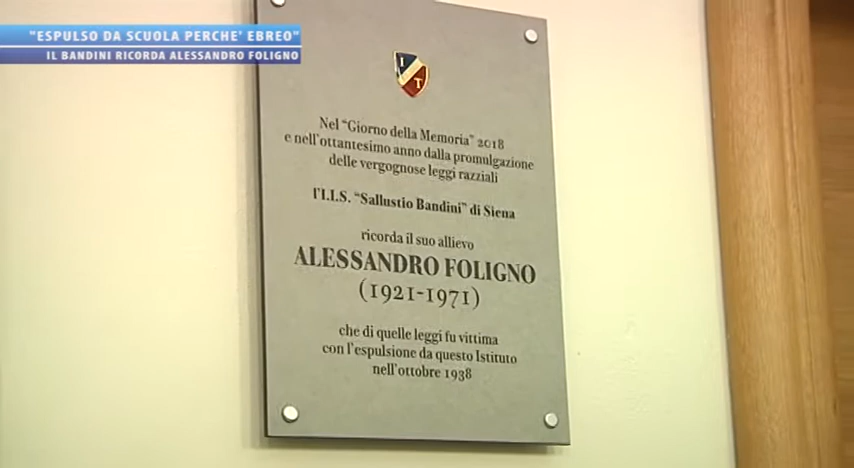 "ESPULSO DA SCUOLA PERCHE' EBREO"
IL BANDINI RICORDA ALESSANDRO FOLIGNO
I
T
Nel "Giorno della Memoria" 2018
e nell'ottantesimo anno dalla promulgazione
delle vergognose leggi razziali
l'I.I.S. "Sallustio Bandini" di Siena
ricorda il suo allievo
ALESSANDRO FOLIGNO
(1921-1971)
che di quelle leggi fu vittima
con l'espulsione da questo Istituto
nell'ottobre 1938